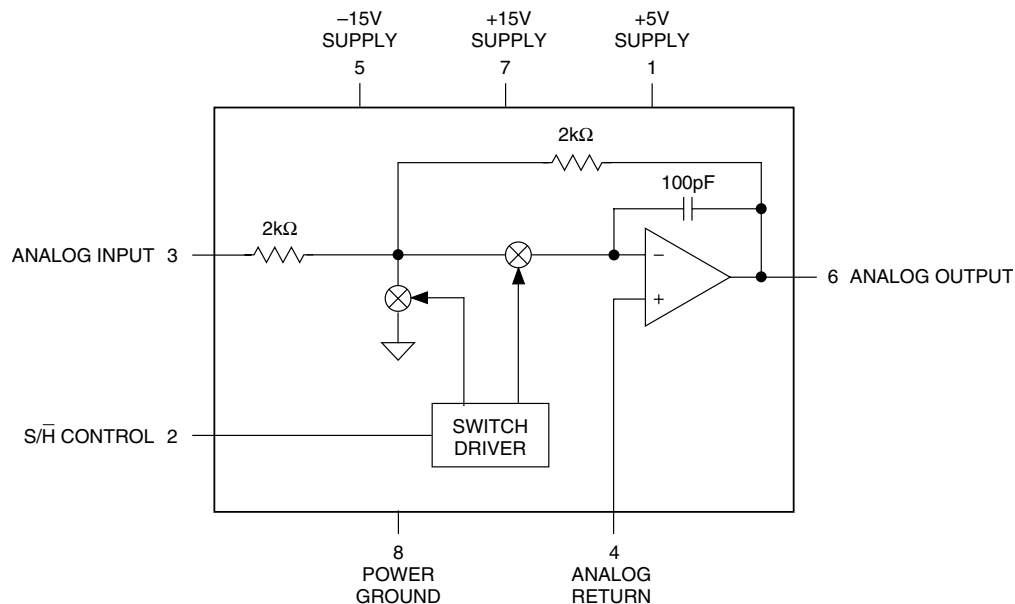 –15V
SUPPLY
5
+15V
SUPPLY
7
+5V
SUPPLY
1
2kΩ
100pF
2kΩ
ANALOG INPUT 3
–
+
6 ANALOG OUTPUT
S/H̅ CONTROL 2
SWITCH
DRIVER
8
POWER
GROUND
4
ANALOG
RETURN